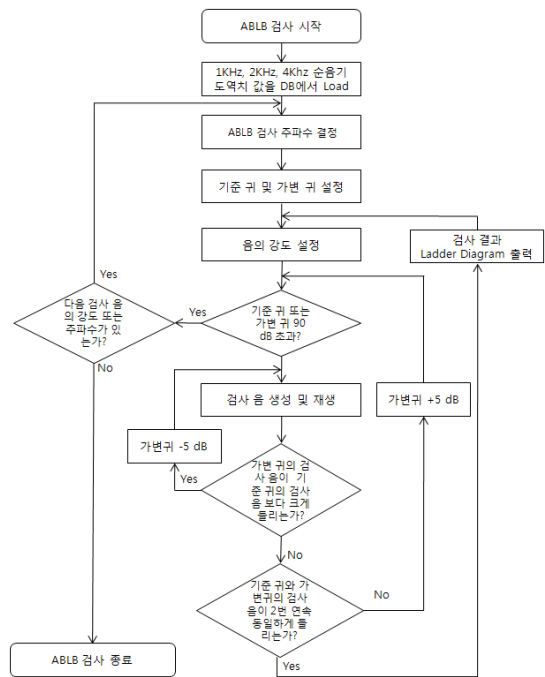 ABLB 검사 시작
1KHz, 2KHz, 4Khz 순음기
도역치 값을 DB에서 Load
ABLB 검사 주파수 결정
기준 귀 및 가변 귀 설정
음의 강도 설정
검사 결과
Ladder Diagram 출력
Yes
다음 검사 음
의 강도 또는
주파수가 있
는가?
Yes
기준 귀 또는
가변 귀 90
dB 초과?
No
검사 음 생성 및 재생
가변귀 +5 dB
가변귀 -5 dB
Yes
가변 귀의 검
사 음이 기
준 귀의 검사
음 보다 크게
들리는가?
No
기준 귀와 가
변귀의 검사
음이 2번 연속
동일하게 들
리는가?
No
Yes
ABLB 검사 종료